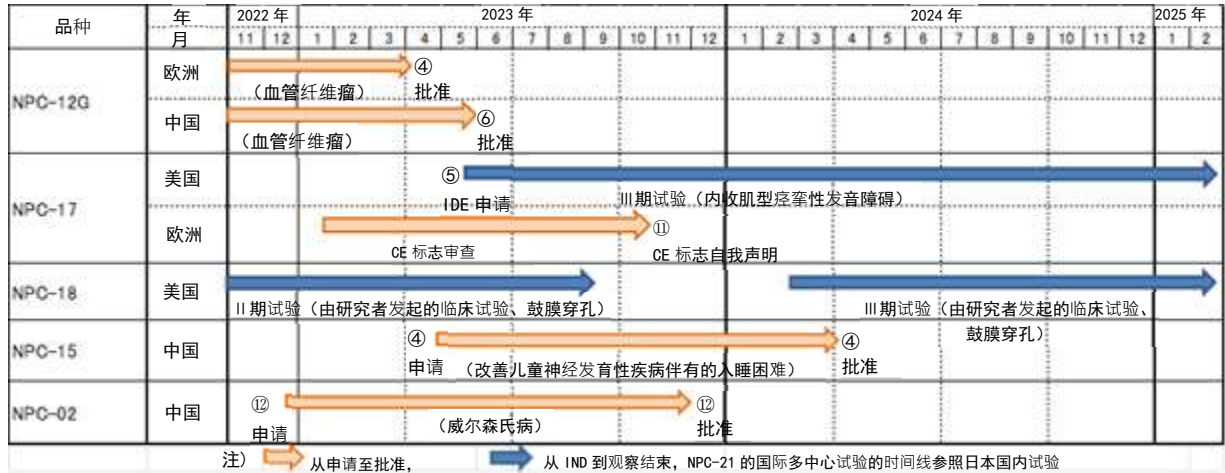 品种 年 2022 年 2023 年 2024 年 2025 年
月 11 12 1 2 3 4 5 6 7 8 9 10 11 12 1 2 3 4 5 6 7 8 9 10 11 12 1 2
NPC-12G 欧洲 ④
（血管纤维瘤） 批准
中国 ⑥
（血管纤维瘤） 批准
NPC-17 美国 ⑤
IDE 申请 Ⅲ期试验（内收肌型痉挛性发音障碍）
欧洲 ⑪
CE 标志审查 CE 标志自我声明
NPC-18 美国
Ⅱ期试验（由研究者发起的临床试验、鼓膜穿孔） Ⅲ期试验（由研究者发起的临床试验、
鼓膜穿孔）
NPC-15 中国 ④ ④
申请 （改善儿童神经发育性疾病伴有的入睡困难） 批准
NPC-02 中国 ⑫ ⑫
申请 （威尔森氏病） 批准
注） 从申请至批准， 从 IND 到观察结束，NPC-21 的国际多中心试验的时间线参照日本国内试验